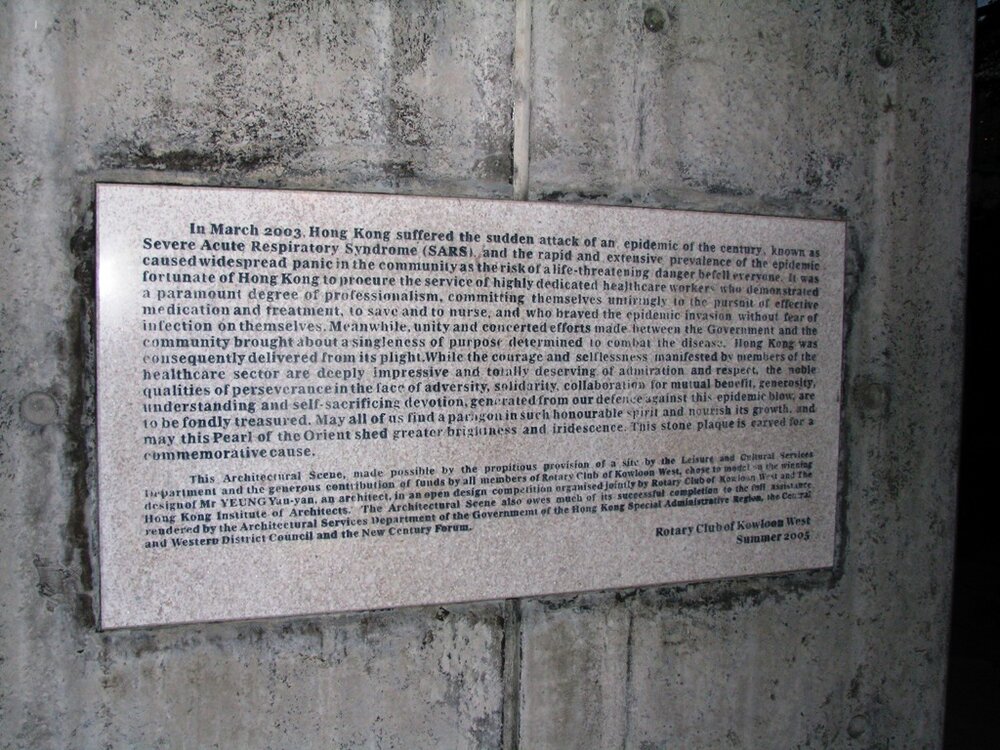 In March 2003, Hong Kong suffered the sudden attack of an epidemic of the century, known as
Severe Acute Respiratory Syndrome (SARS), and the rapid and extensive prevalence of the epidemic
caused widespread panic in the community as the risk of a life-threatening danger befell everyone. It was
fortunate of Hong Kong to procure the service of highly dedicated healthcare workers who demonstrated
a paramount degree of professionalism, committing themselves untiringly to the pursuit of effective
medication and treatment, to save and to nurse, and who braved the epidemic invasion without fear of
infection on themselves. Meanwhile, unity and concerted efforts made between the Government and the
community brought about a singleness of purpose determined to combat the disease. Hong Kong was
consequently delivered from its plight. While the courage and selflessness manifested by members of the
healthcare sector are deeply impressive and totally deserving of admiration and respect, the noble
qualities of perseverance in the face of adversity, solidarity, collaboration for mutual benefit, generosity,
understanding and self-sacrificing devotion, generated from our defence against this epidemic blow, are
to be fondly treasured. May all of us find a paragon in such honourable spirit and nourish its growth, and
may this Pearl of the Orient shed greater brightness and iridescence. This stone plaque is carved for a
commemorative cause.
This Architectural Scene, made possible by the propitious provision of a site by the Leisure and Cultural Services
Department and the generous contribution of funds by all members of Rotary Club of Kowloon West, chose to model on the winning
design of Mr YEUNG Yan-yan, an architect, in an open design competition organised jointly by Rotary Club of Kowloon West and The
Hong Kong Institute of Architects. The Architectural Scene also owes much of its successful completion to the full assistance
rendered by the Architectural Services Department of the Government of the Hong Kong Special Administrative Region, the Central
and Western District Council and the New Century Forum.
Rotary Club of Kowloon West
Summer 2005